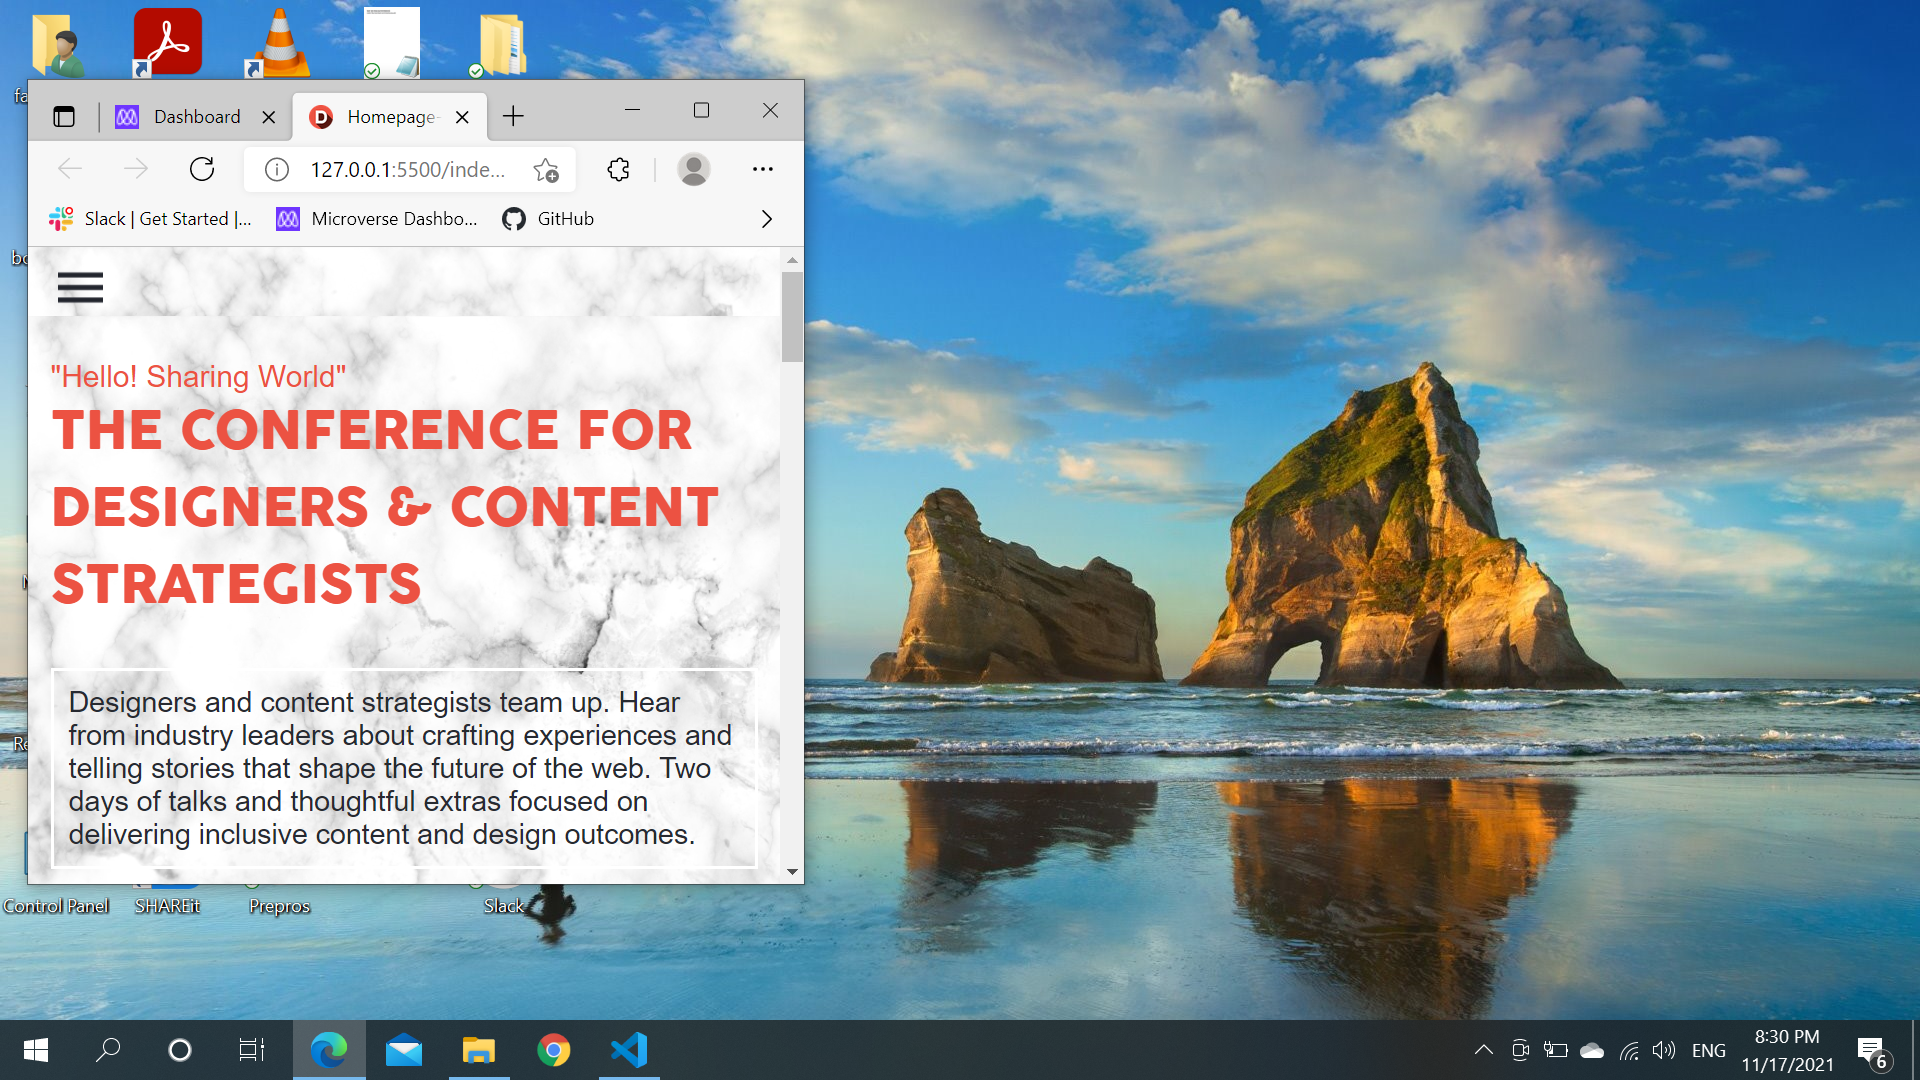 fa
Dashboard
Homepage-
127.0.0.1:5500/inde...
Slack | Get Started |...
Microverse Dashbo...
GitHub
"Hello! Sharing World"
THE CONFERENCE FOR
DESIGNERS & CONTENT
STRATEGISTS
Designers and content strategists team up. Hear
from industry leaders about crafting experiences and
telling stories that shape the future of the web. Two
days of talks and thoughtful extras focused on
delivering inclusive content and design outcomes.
Control Panel
SHAREit
Prepros
Slack
ENG
8:30 PM
11/17/2021
6